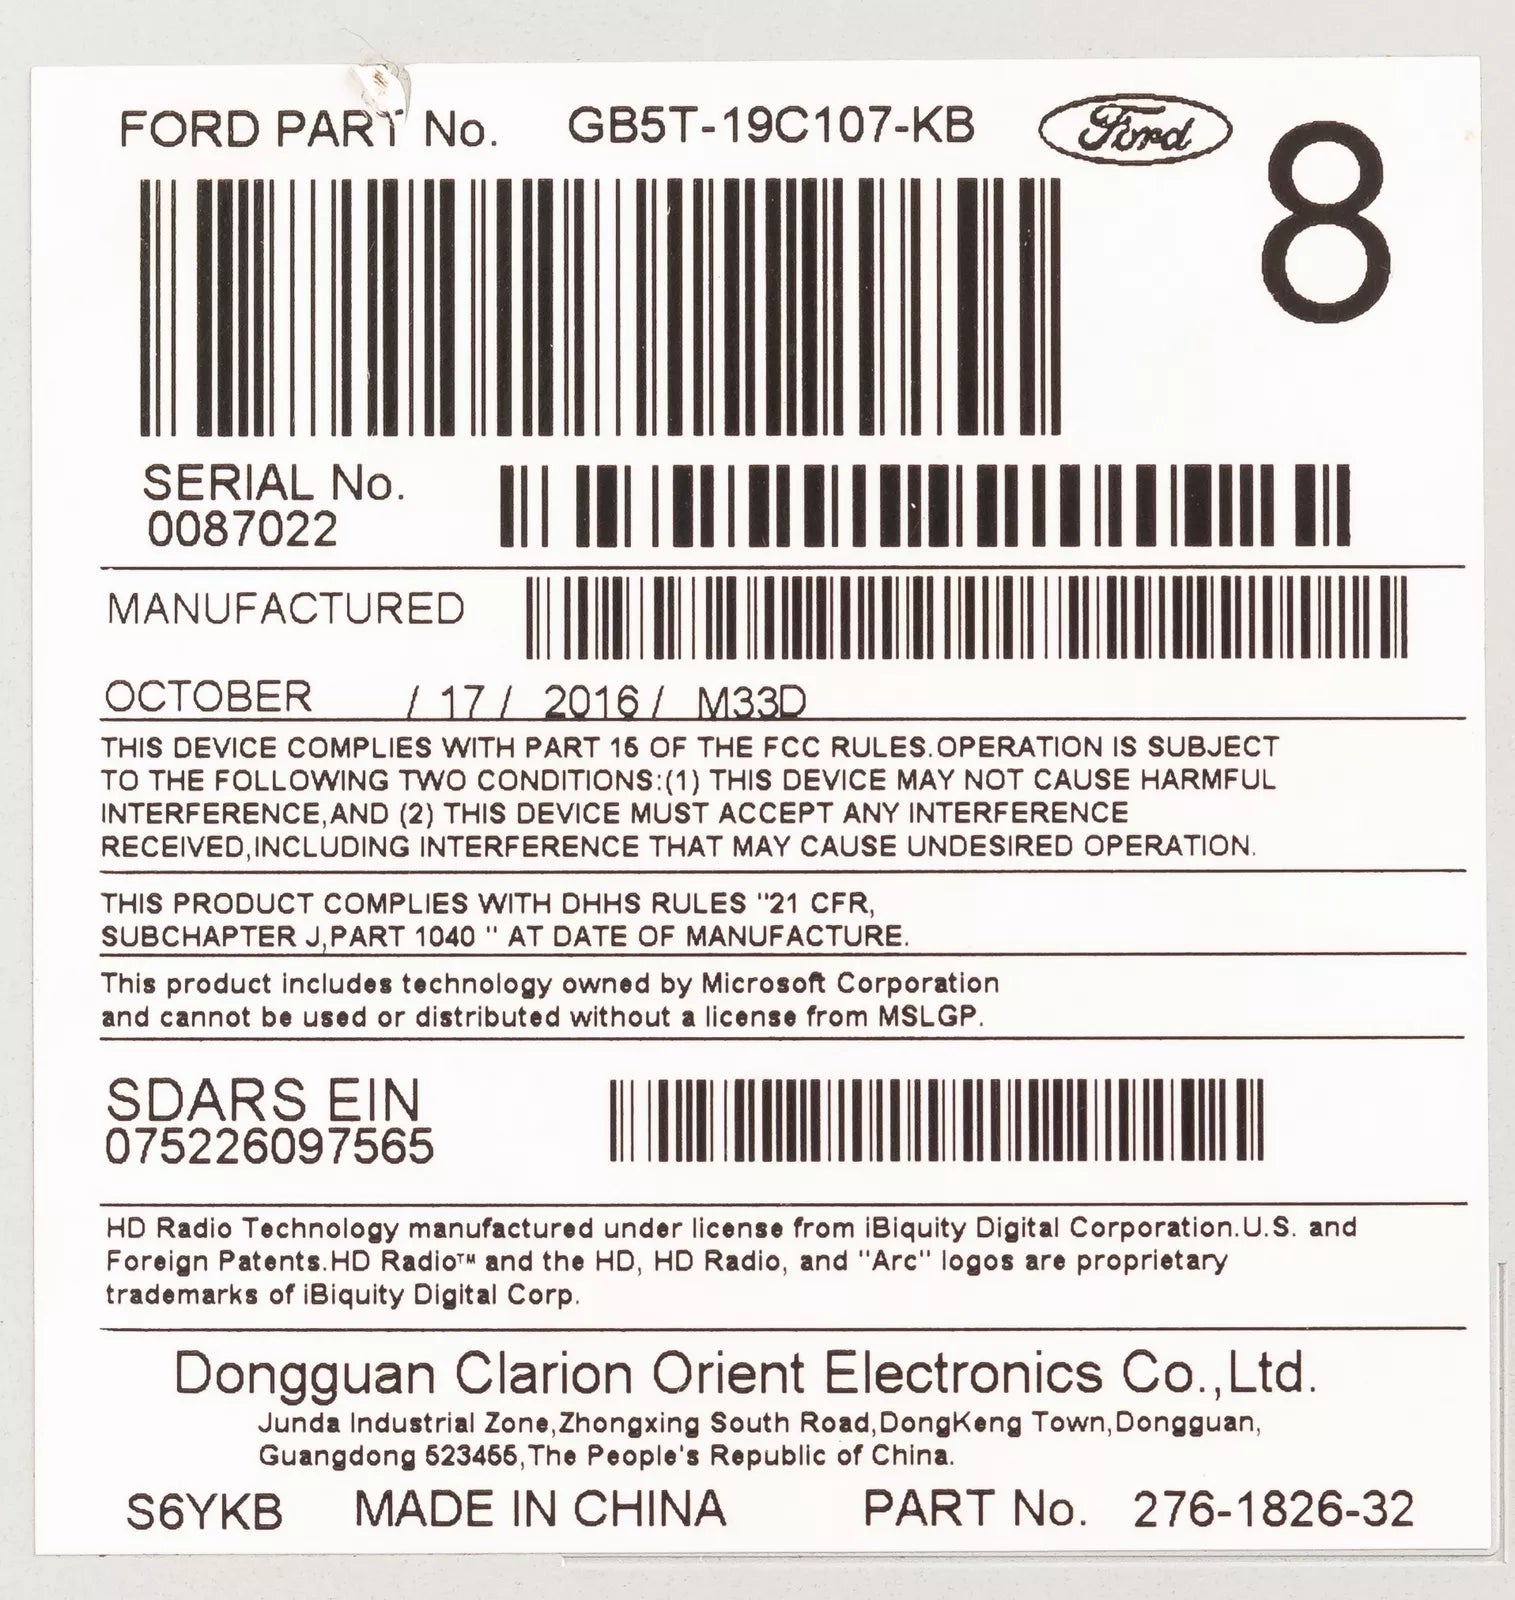 FORD PART No. GB5T-19C107-KB Ford
8
SERIAL No.
0087022
MANUFACTURED
OCTOBER / 17 / 2016 / M33D
THIS DEVICE COMPLIES WITH PART 15 OF THE FCC RULES.OPERATION IS SUBJECT
TO THE FOLLOWING TWO CONDITIONS:(1) THIS DEVICE MAY NOT CAUSE HARMFUL
INTERFERENCE,AND (2) THIS DEVICE MUST ACCEPT ANY INTERFERENCE
RECEIVED,INCLUDING INTERFERENCE THAT MAY CAUSE UNDESIRED OPERATION.
THIS PRODUCT COMPLIES WITH DHHS RULES "21 CFR,
SUBCHAPTER J,PART 1040 " AT DATE OF MANUFACTURE.
This product includes technology owned by Microsoft Corporation
and cannot be used or distributed without a license from MSLGP.
SDARS EIN
075226097565
HD Radio Technology manufactured under license from iBiquity Digital Corporation.U.S. and
Foreign Patents.HD Radio™ and the HD, HD Radio, and "Arc" logos are proprietary
trademarks of iBiquity Digital Corp.
Dongguan Clarion Orient Electronics Co.,Ltd.
Junda Industrial Zone,Zhongxing South Road,DongKeng Town,Dongguan,
Guangdong 523455,The People's Republic of China.
S6YKB MADE IN CHINA PART No. 276-1826-32